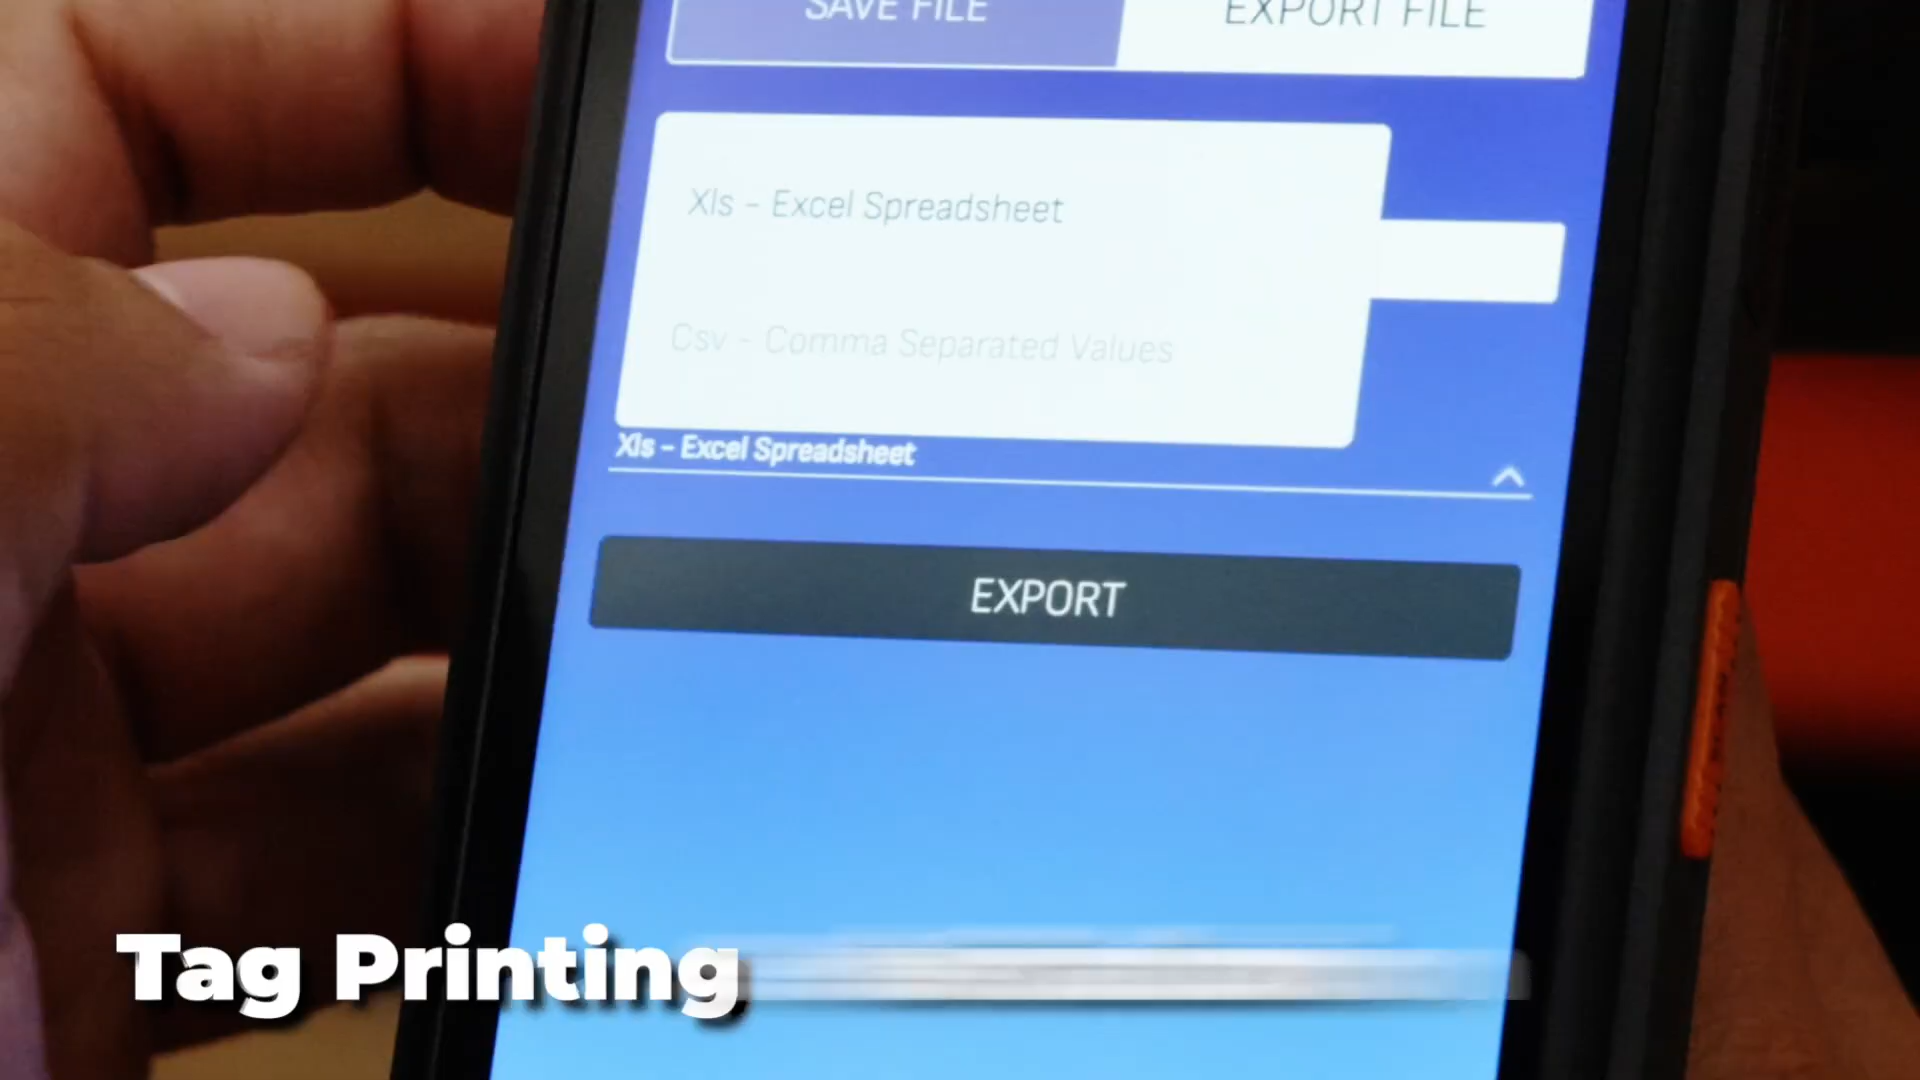 SAVE FILE
EXPORT FILE
Xls - Excel Spreadsheet
Csv - Comma Separated Values
Xls - Excel Spreadsheet
EXPORT
Tag Printing